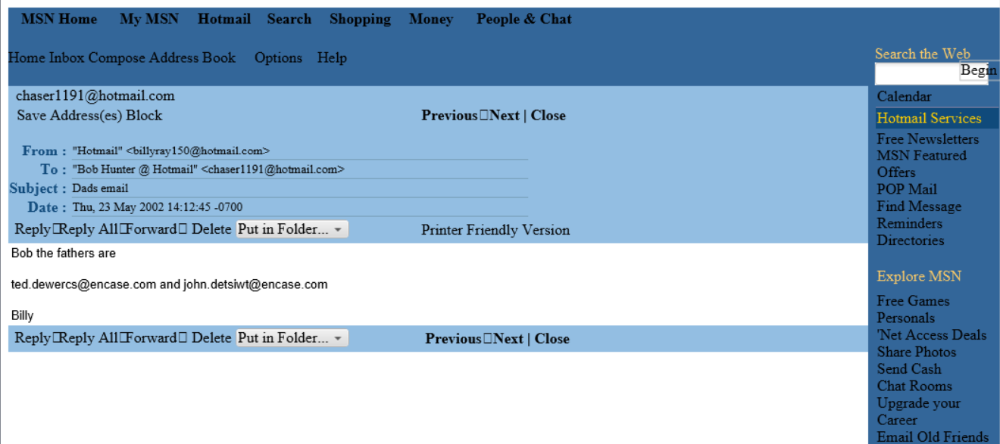 MSN Home My MSN Hotmail Search Shopping Money People & Chat
Home Inbox Compose Address Book Options Help
Search the Web
Begin
chaser1191@hotmail.com
Save Address(es) Block Previous□Next | Close
From : "Hotmail" <billyray150@hotmail.com>
To : "Bob Hunter @ Hotmail" <chaser1191@hotmail.com>
Subject : Dads email
Date : Thu, 23 May 2002 14:12:45 -0700
Reply□Reply All□Forward□ Delete Put in Folder... Printer Friendly Version
Bob the fathers are
ted.dewercs@encase.com and john.detsiwt@encase.com
Billy
Reply□Reply All□Forward□ Delete Put in Folder... Previous□Next | Close
Calendar
Hotmail Services
Free Newsletters
MSN Featured
Offers
POP Mail
Find Message
Reminders
Directories
Explore MSN
Free Games
Personals
'Net Access Deals
Share Photos
Send Cash
Chat Rooms
Upgrade your
Career
Email Old Friends